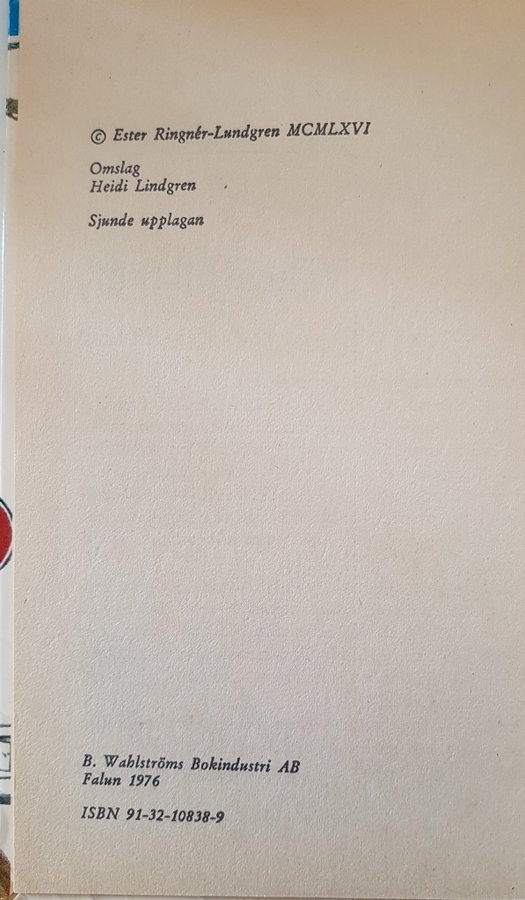 © Ester Ringnér-Lundgren MCMLXVI
Omslag
Heidi Lindgren
Sjunde upplagan
B. Wahlströms Bokindustri AB
Falun 1976
ISBN 91-32-10838-9